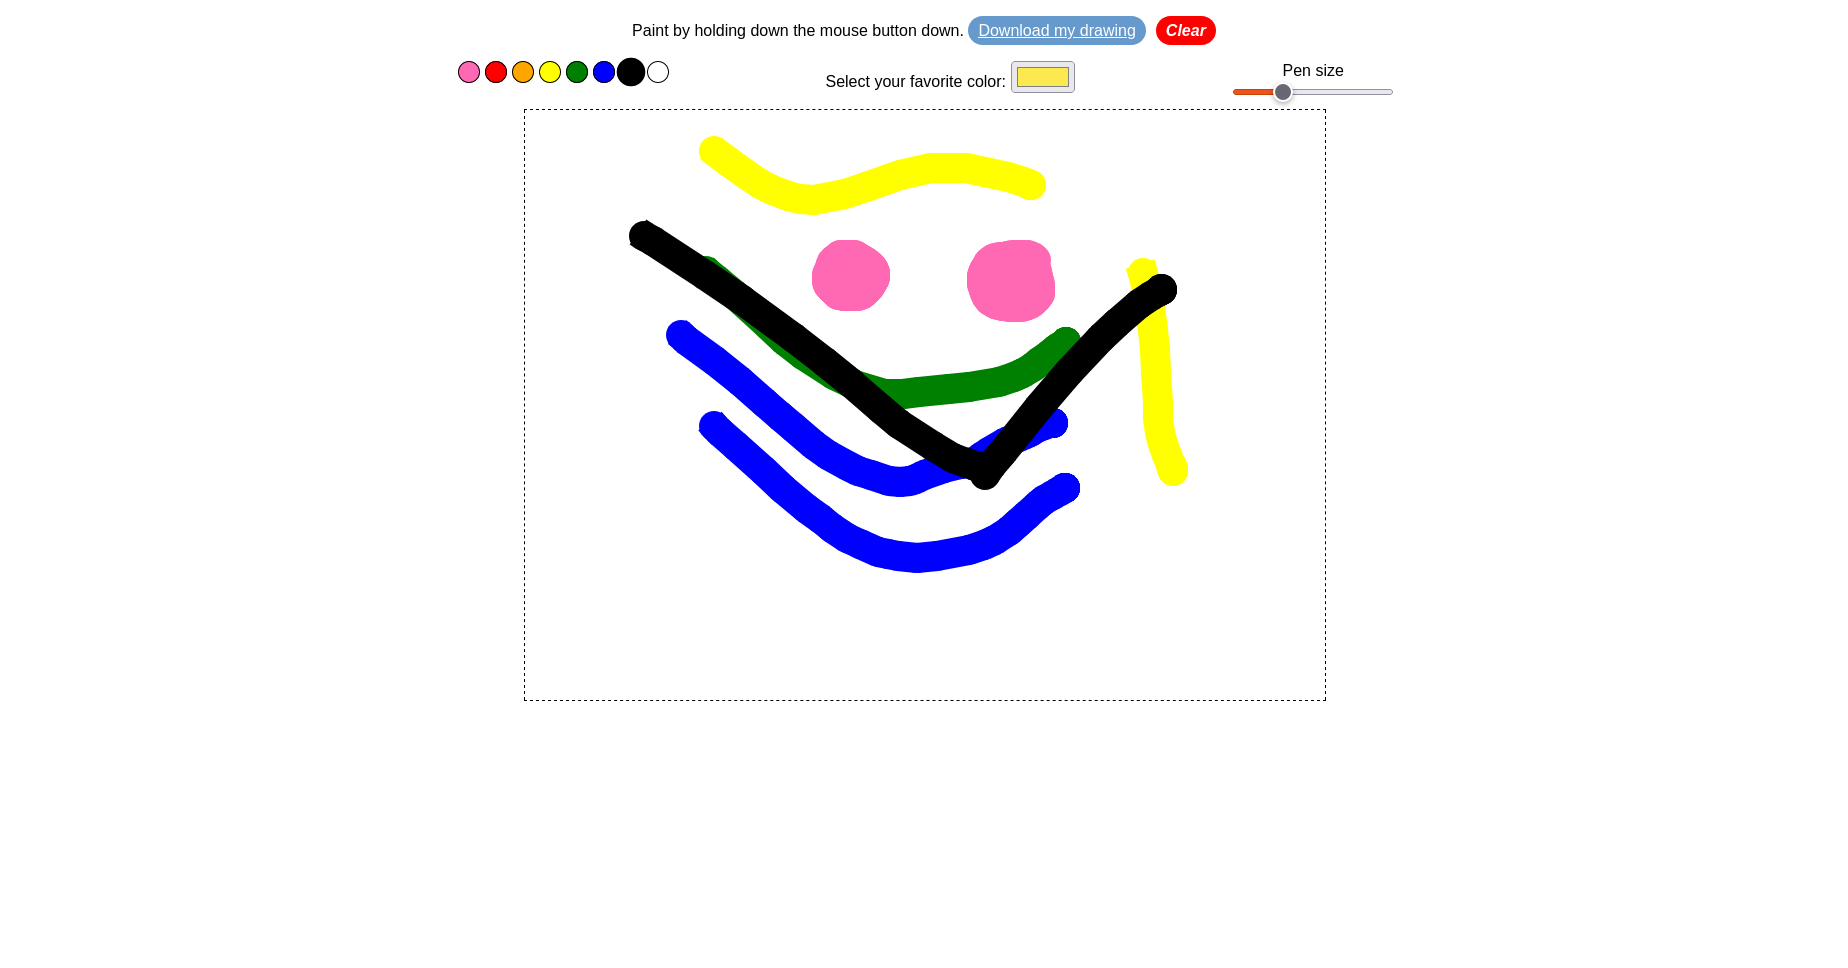 Paint by holding down the mouse button down. Download my drawing Clear
Select your favorite color:
Pen size